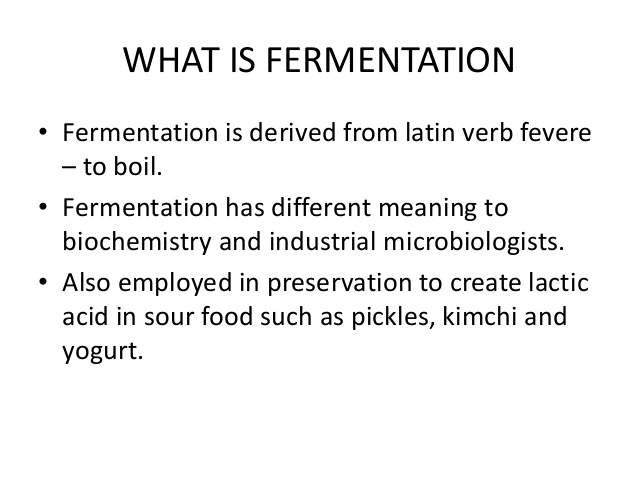 WHAT IS FERMENTATION
• Fermentation is derived from latin verb fevere
– to boil.
• Fermentation has different meaning to
biochemistry and industrial microbiologists.
• Also employed in preservation to create lactic
acid in sour food such as pickles, kimchi and
yogurt.